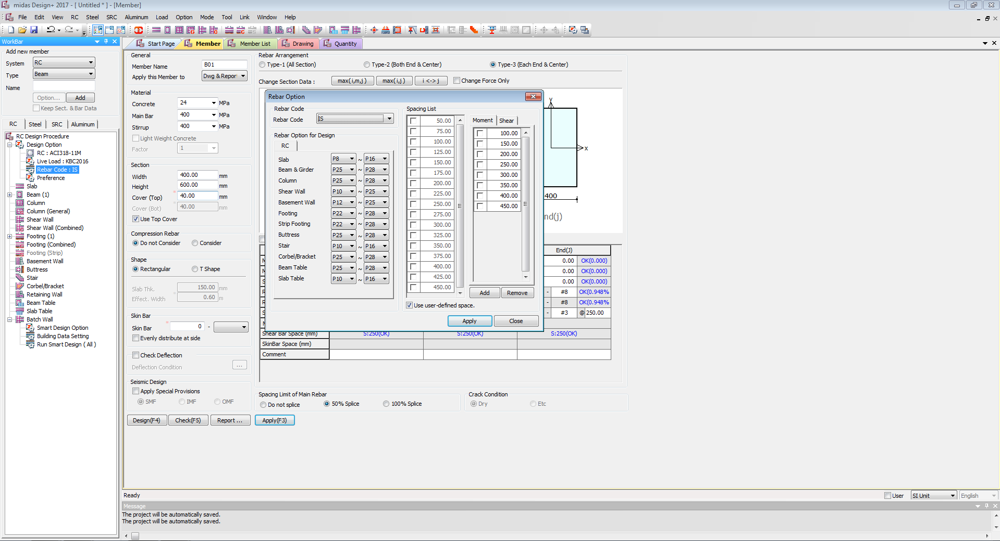 midas Design+ 2017 - [ Untitled * ] - [Member]
File Edit View RC Steel SRC Aluminum Load Option Mode Tool Link Window Help
WorkBar
Start Page Member Member List Drawing Quantity
Add new member
System RC
Type Beam
Name
Option... Add
Keep Sect. & Bar Data
RC Steel SRC Aluminum
RC Design Procedure
Design Option
RC : ACI318-11M
Live Load : KBC2016
Rebar Code : IS
Preference
Slab
Beam (1)
Column
Column (General)
Shear Wall
Shear Wall (Combined)
Footing (1)
Footing (Combined)
Footing (Strip)
Basement Wall
Buttress
Stair
Corbel/Bracket
Retaining Wall
Beam Table
Slab Table
Batch Wall
Smart Design Option
Building Data Setting
Run Smart Design ( All )
General
Member Name B01
Apply this Member to Dwg & Report
Material
Concrete 24 MPa
Main Bar 400 MPa
Stirrup 400 MPa
Light Weight Concrete
Factor 1
Section
Width 400.00 mm
Height 600.00 mm
Cover (Top) 40.00 mm
Cover (Bot) 40.00 mm
Use Top Cover
Compression Rebar
Do not Consider Consider
Shape
Rectangular T Shape
Slab Thk. 150.00 mm
Effect. Width 0.60 m
Skin Bar
Skin Bar 0 -
Evenly distribute at side
Check Deflection
Deflection Condition ...
Seismic Design
Apply Special Provisions
SMF IMF OMF
Design(F4) Check(F5) Report ... Apply(F3)
Rebar Arrangement
Type-1 (All Section) Type-2 (Both End & Center) Type-3 (Each End & Center)
Change Section Data : max(i,m,j) max(i,j) i <-> j Change Force Only
Rebar Option
Rebar Code
Rebar Code IS
Rebar Option for Design
RC
Slab P8 ~ P16
Beam & Girder P25 ~ P28
Column P25 ~ P28
Shear Wall P10 ~ P25
Basement Wall P12 ~ P25
Footing P22 ~ P28
Strip Footing P22 ~ P28
Buttress P25 ~ P28
Stair P10 ~ P16
Corbel/Bracket P25 ~ P28
Beam Table P25 ~ P28
Slab Table P10 ~ P16
Spacing List
50.00
75.00
100.00
125.00
150.00
175.00
200.00
225.00
250.00
275.00
300.00
325.00
350.00
375.00
400.00
425.00
450.00
Moment Shear
100.00
150.00
200.00
250.00
300.00
350.00
400.00
450.00
Add Remove
Use user-defined space.
Apply Close
y
x
400
nd(j)
End(J)
0.00 OK(0.000)
0.00 OK(0.000)
0.00 OK(0.000)
- #8 OK(0.948%
- #8 OK(0.948%
- #3 @ 250.00
Shear Bar Space (mm) S:250(OK) S:250(OK) S:250(OK)
SkinBar Space (mm)
Comment
Spacing Limit of Main Rebar
Do not splice 50% Splice 100% Splice
Crack Condition
Dry Etc
Ready User SI Unit English
Message
The project will be automatically saved.
The project will be automatically saved.